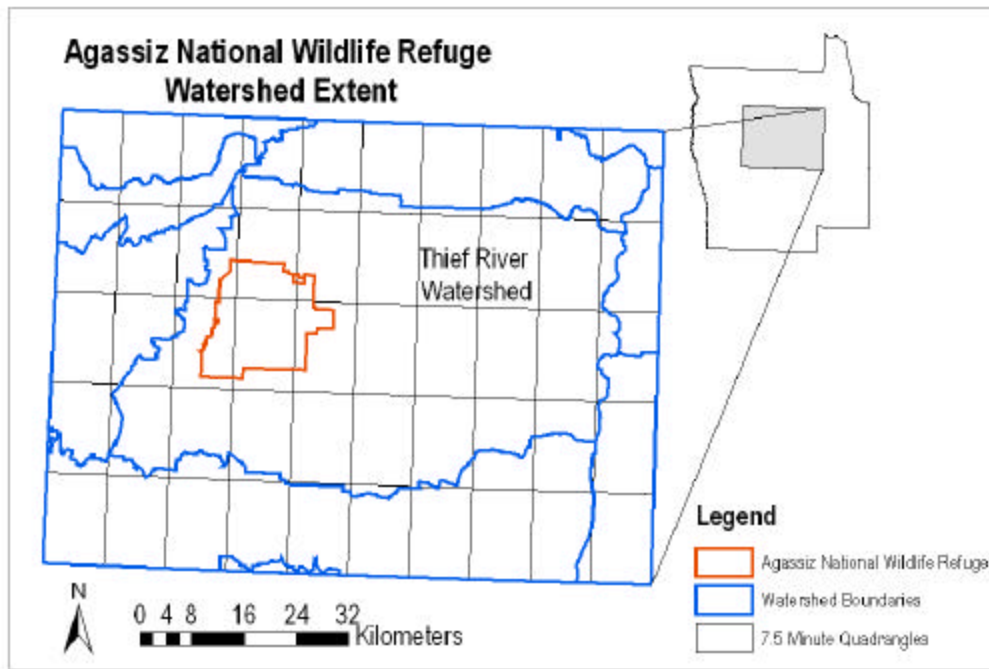 Agassiz National Wildlife Refuge
Watershed Extent
Thief River
Watershed
Legend
Agassiz National Wildlife Refuge
Watershed Boundaries
7.5 Minute Quadrangles
N
0 4 8 16 24 32
Kilometers